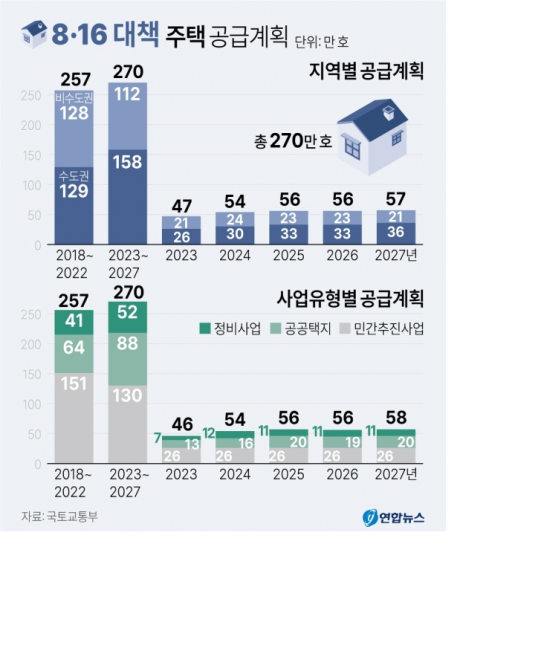 8·16 대책 주택 공급계획 단위: 만 호
지역별 공급계획
총 270만 호
257 270
250
비수도권 112
128
200
150
수도권 158
129
100
50
47 54 56 56 57
21 24 23 23 21
26 30 33 33 36
0
2018~ 2023~ 2023 2024 2025 2026 2027년
2022 2027
사업유형별 공급계획
정비사업 공공택지 민간추진사업
257 270
250
41 52
200
64 88
150
151 130
100
50
46 54 56 56 58
7 12 11 11 11
13 16 20 19 20
26 26 26 26 26
0
2018~ 2023~ 2023 2024 2025 2026 2027년
2022 2027
자료: 국토교통부
연합뉴스